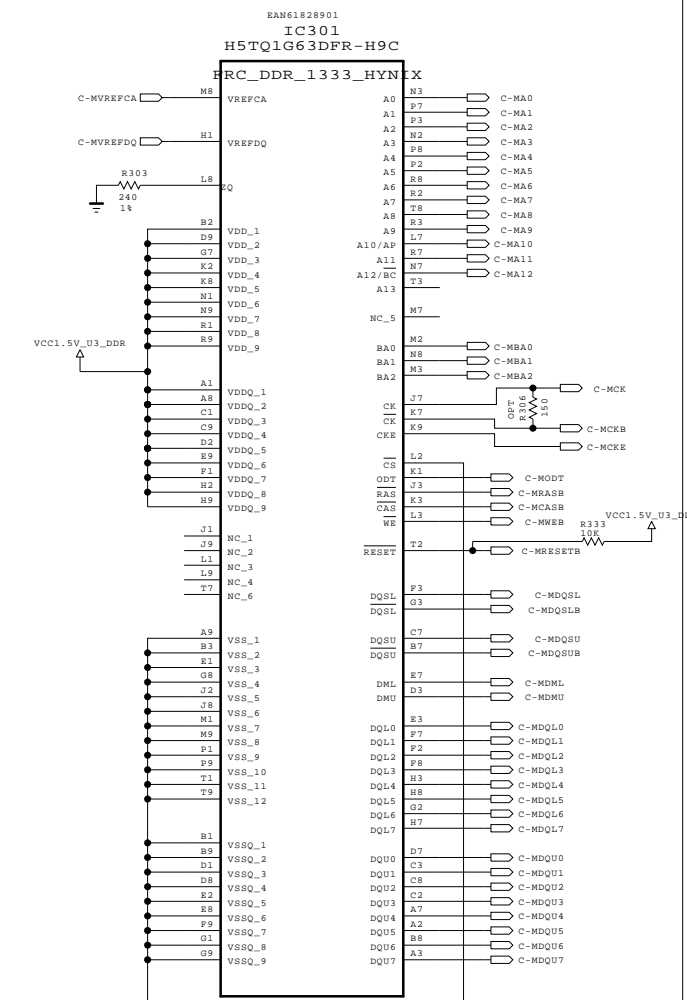 EAN61828901
IC301
H5TQ1G63DFR-H9C
FRC_DDR_1333_HYNIX
C-MVREFCA M8 VREFCA A0 N3 C-MA0
A1 P7 C-MA1
A2 P3 C-MA2
C-MVREFDQ H1 VREFDQ A3 N2 C-MA3
A4 P8 C-MA4
R303 A5 P2 C-MA5
L8 ZQ A6 R8 C-MA6
240 A7 R2 C-MA7
1% A8 T8 C-MA8
B2 VDD_1 A9 R3 C-MA9
D9 VDD_2 A10/AP L7 C-MA10
G7 VDD_3 A11 R7 C-MA11
K2 VDD_4 A12/BC N7 C-MA12
K8 VDD_5 A13 T3
N1 VDD_6
N9 VDD_7 NC_5 M7
R1 VDD_8
VCC1.5V_U3_DDR R9 VDD_9 BA0 M2 C-MBA0
BA1 N8 C-MBA1
BA2 M3 C-MBA2
A1 VDDQ_1 C-MCK
A8 VDDQ_2 CK J7 OPT R306 150
C1 VDDQ_3 CK K7 C-MCKB
C9 VDDQ_4 CKE K9 C-MCKE
D2 VDDQ_5
E9 VDDQ_6 CS L2
F1 VDDQ_7 ODT K1 C-MODT
H2 VDDQ_8 RAS J3 C-MRASB
H9 VDDQ_9 CAS K3 C-MCASB
WE L3 C-MWEB VCC1.5V_U3_DD
J1 NC_1 R333
J9 NC_2 10K
L1 NC_3 RESET T2 C-MRESETB
L9 NC_4
T7 NC_6 DQSL F3 C-MDQSL
DQSL G3 C-MDQSLB
A9 VSS_1 DQSU C7 C-MDQSU
B3 VSS_2 DQSU B7 C-MDQSUB
E1 VSS_3
G8 VSS_4 DML E7 C-MDML
J2 VSS_5 DMU D3 C-MDMU
J8 VSS_6
M1 VSS_7 DQL0 E3 C-MDQL0
M9 VSS_8 DQL1 F7 C-MDQL1
P1 VSS_9 DQL2 F2 C-MDQL2
P9 VSS_10 DQL3 F8 C-MDQL3
T1 VSS_11 DQL4 H3 C-MDQL4
T9 VSS_12 DQL5 H8 C-MDQL5
DQL6 G2 C-MDQL6
DQL7 H7 C-MDQL7
B1 VSSQ_1
B9 VSSQ_2 DQU0 D7 C-MDQU0
D1 VSSQ_3 DQU1 C3 C-MDQU1
D8 VSSQ_4 DQU2 C8 C-MDQU2
E2 VSSQ_5 DQU3 C2 C-MDQU3
E8 VSSQ_6 DQU4 A7 C-MDQU4
F9 VSSQ_7 DQU5 A2 C-MDQU5
G1 VSSQ_8 DQU6 B8 C-MDQU6
G9 VSSQ_9 DQU7 A3 C-MDQU7